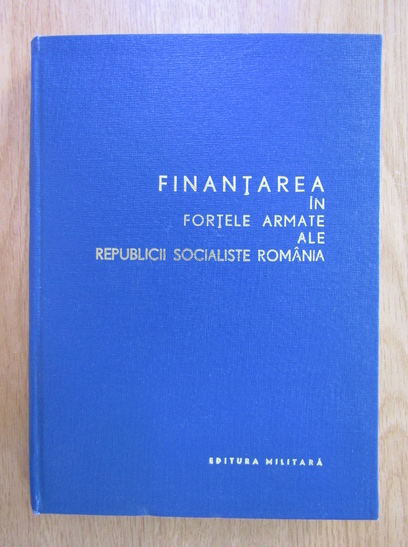 FINANȚAREA
ÎN
FORȚELE ARMATE
ALE
REPUBLICII SOCIALISTE ROMÂNIA
EDITURA MILITARĂ